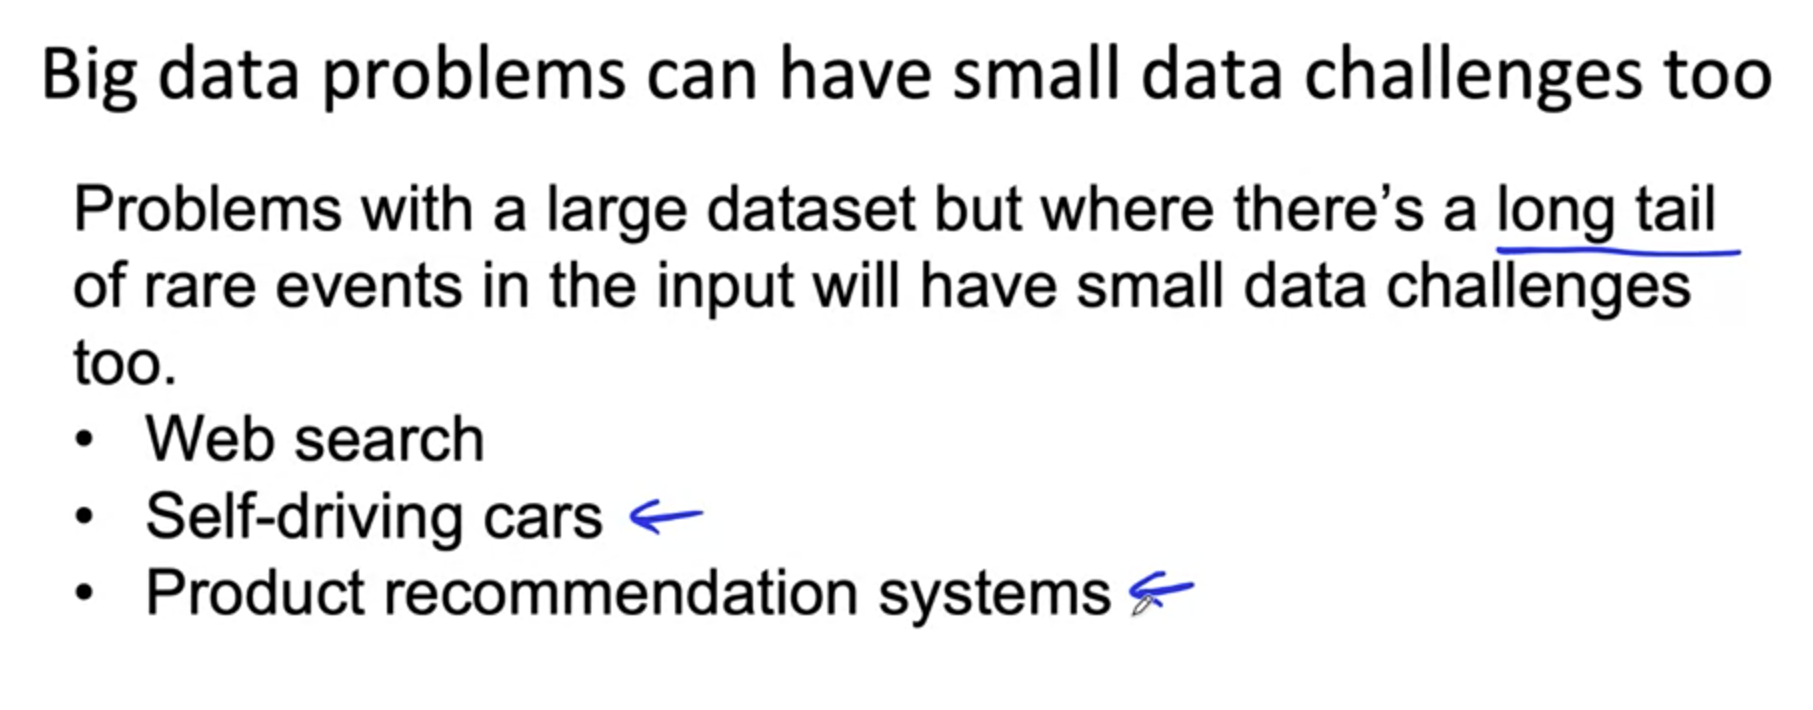 Big data problems can have small data challenges too
Problems with a large dataset but where there’s a long tail
of rare events in the input will have small data challenges
too.
• Web search
• Self-driving cars
• Product recommendation systems